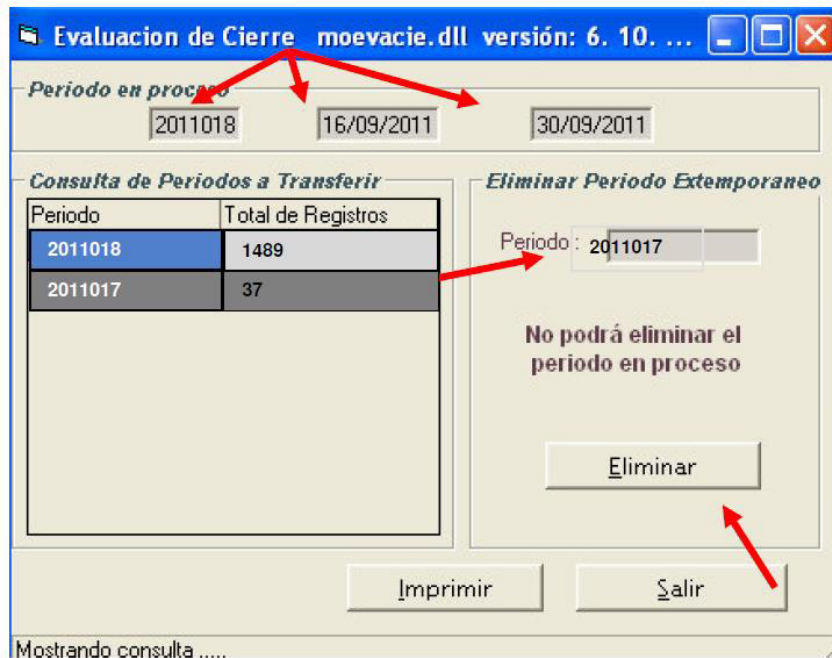 Evaluacion de Cierre moevacie.dll versión: 6. 10. ...
Periodo en proceso
2011018 16/09/2011 30/09/2011
Consulta de Periodos a Transferir
Periodo Total de Registros
2011018 1489
2011017 37
Eliminar Periodo Extemporaneo
Periodo : 2011017
No podrá eliminar el
periodo en proceso
Eliminar
Imprimir Salir
Mostrando consulta .....